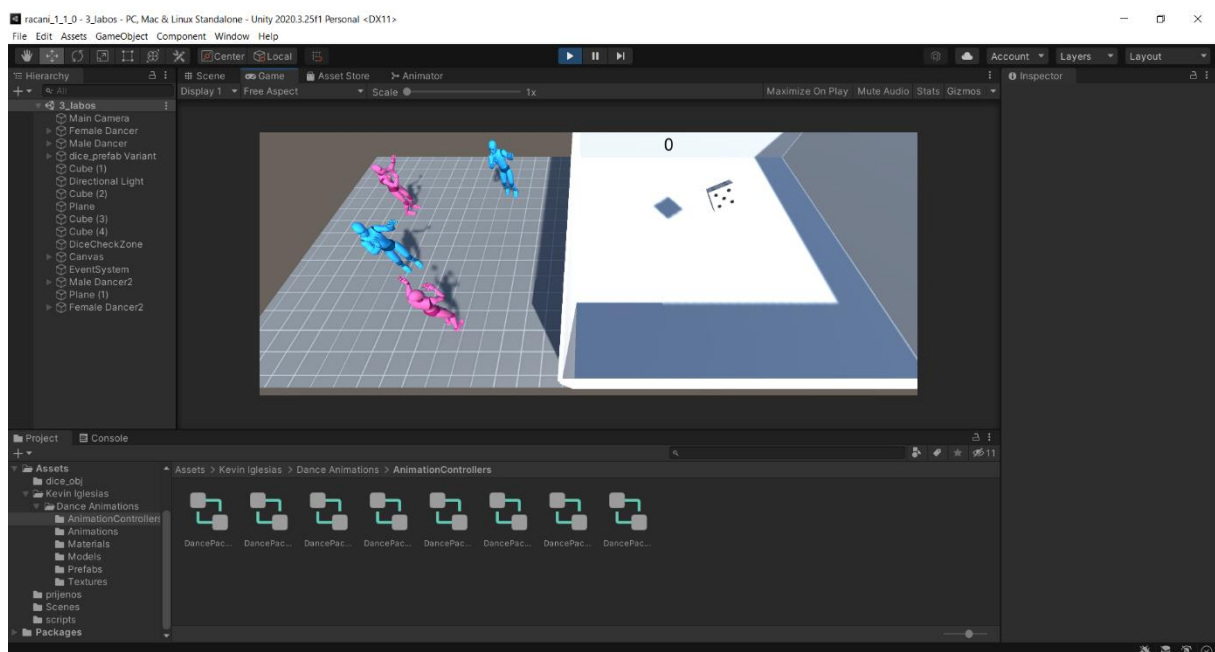 racani_1_1_0 - 3_labos - PC, Mac & Linux Standalone - Unity 2020.3.25f1 Personal <DX11>
File Edit Assets GameObject Component Window Help
Center Local
Account Layers Layout
Hierarchy
Scene Game Asset Store Animator
Inspector
All
Display 1 Free Aspect Scale 1x Maximize On Play Mute Audio Stats Gizmos
3_labos
Main Camera
Female Dancer
Male Dancer
dice_prefab Variant
Cube (1)
Directional Light
Cube (2)
Plane
Cube (3)
Cube (4)
DiceCheckZone
Canvas
EventSystem
Male Dancer2
Plane (1)
Female Dancer2
0
Project Console
11
Assets
dice_obj
Kevin Iglesias
Dance Animations
AnimationControllers
Animations
Materials
Models
Prefabs
Textures
prijenos
Scenes
scripts
Packages
Assets > Kevin Iglesias > Dance Animations > AnimationControllers
DancePac... DancePac... DancePac... DancePac... DancePac... DancePac... DancePac... DancePac...